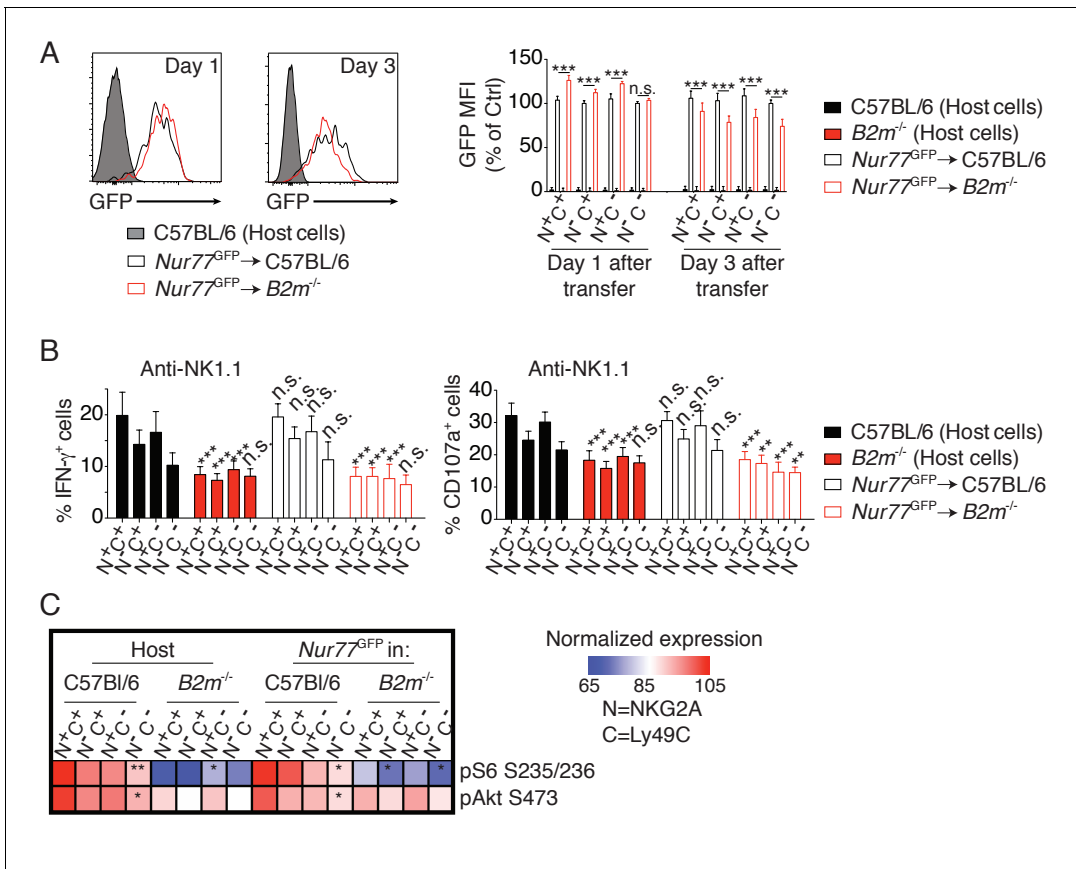 A
Day 1
Day 3
GFP
GFP
C57BL/6 (Host cells)
Nur77GFP→ C57BL/6
Nur77GFP→ B2m-/-
GFP MFI
(% of Ctrl)
150
100
50
0
***
***
***
n.s.
***
***
***
***
N+C+
N-C+
N+C-
N-C-
N+C+
N-C+
N+C-
N-C-
Day 1 after
transfer
Day 3 after
transfer
C57BL/6 (Host cells)
B2m-/- (Host cells)
Nur77GFP→ C57BL/6
Nur77GFP→ B2m-/-
B
Anti-NK1.1
% IFN-γ+ cells
20
10
0
***
***
***
n.s.
n.s.
n.s.
n.s.
n.s.
***
***
***
n.s.
N+C+
N-C+
N+C-
N-C-
N+C+
N-C+
N+C-
N-C-
N+C+
N-C+
N+C-
N-C-
N+C+
N-C+
N+C-
N-C-
Anti-NK1.1
% CD107a+ cells
40
30
20
10
0
***
***
***
n.s.
n.s.
n.s.
n.s.
n.s.
***
**
***
**
N+C+
N-C+
N+C-
N-C-
N+C+
N-C+
N+C-
N-C-
N+C+
N-C+
N+C-
N-C-
N+C+
N-C+
N+C-
N-C-
C57BL/6 (Host cells)
B2m-/- (Host cells)
Nur77GFP→ C57BL/6
Nur77GFP→ B2m-/-
C
Host
Nur77GFP in:
C57Bl/6
B2m-/-
C57Bl/6
B2m-/-
N+C+
N-C+
N+C-
N-C-
N+C+
N-C+
N+C-
N-C-
N+C+
N-C+
N+C-
N-C-
N+C+
N-C+
N+C-
N-C-
** * * * * pS6 S235/236
* * pAkt S473
Normalized expression
65 85 105
N=NKG2A
C=Ly49C